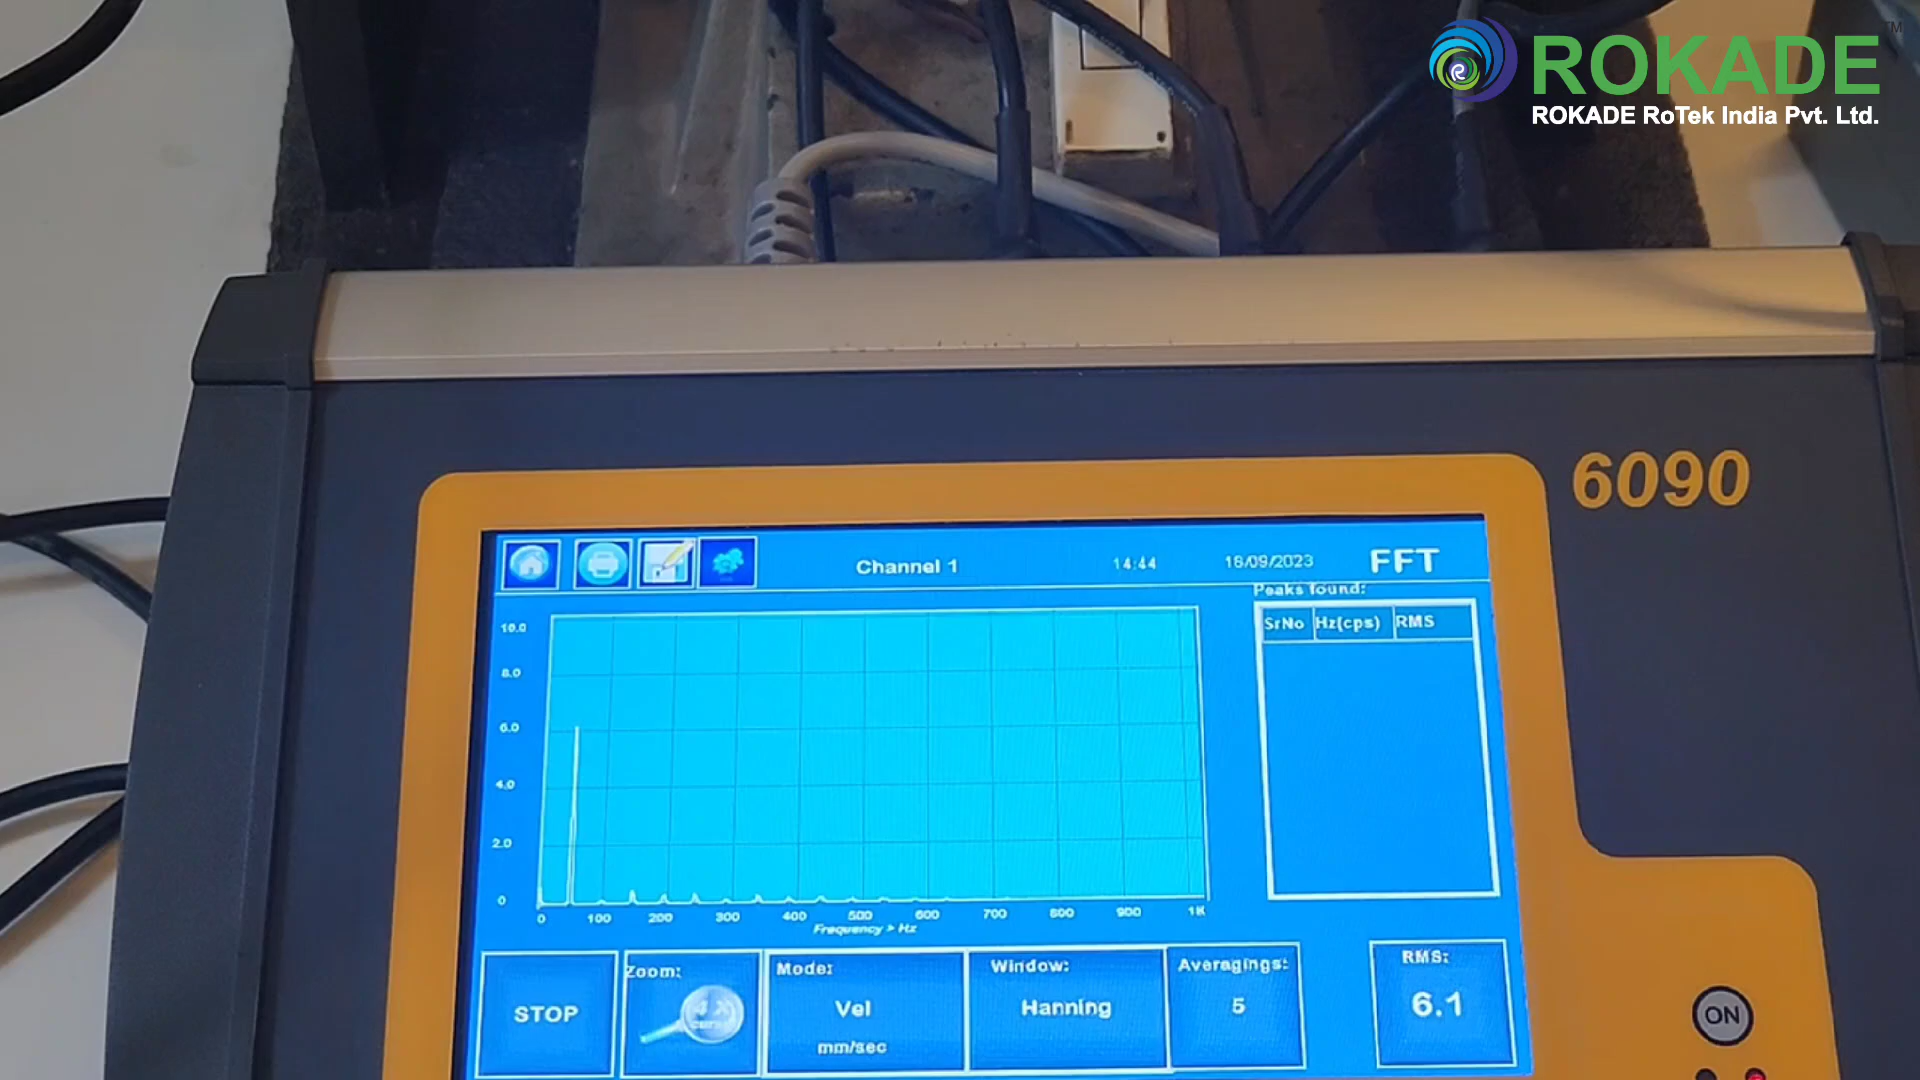 ROKADE
TM
ROKADE RoTek India Pvt. Ltd.
6090
Channel 1
14:44
18/09/2023
FFT
Peaks found:
SrNo Hz(cps) RMS
10.0
8.0
6.0
4.0
2.0
0
0 100 200 300 400 500 600 700 800 900 1K
Frequency > Hz
STOP
Zoom:
4 X
Mode:
Vel
mm/sec
Window:
Hanning
Averagings:
5
RMS:
6.1
ON